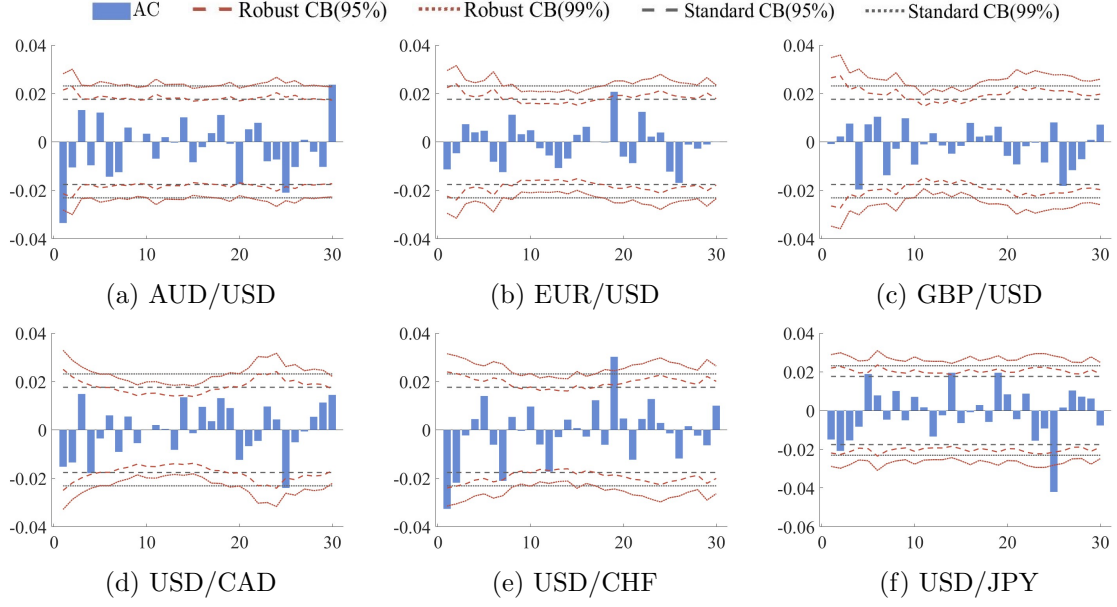 AC Robust CB(95%) Robust CB(99%) Standard CB(95%) Standard CB(99%)
0.04 0.04 0.04
0.02 0.02 0.02
0 0 0
-0.02 -0.02 -0.02
-0.04 -0.04 -0.04
0 10 20 30 0 10 20 30 0 10 20 30
(a) AUD/USD (b) EUR/USD (c) GBP/USD
0.04 0.04 0.04
0.02 0.02 0.02
0 0 0
-0.02 -0.02 -0.02
-0.04 -0.04 -0.04
-0.06
0 10 20 30 0 10 20 30 0 10 20 30
(d) USD/CAD (e) USD/CHF (f) USD/JPY